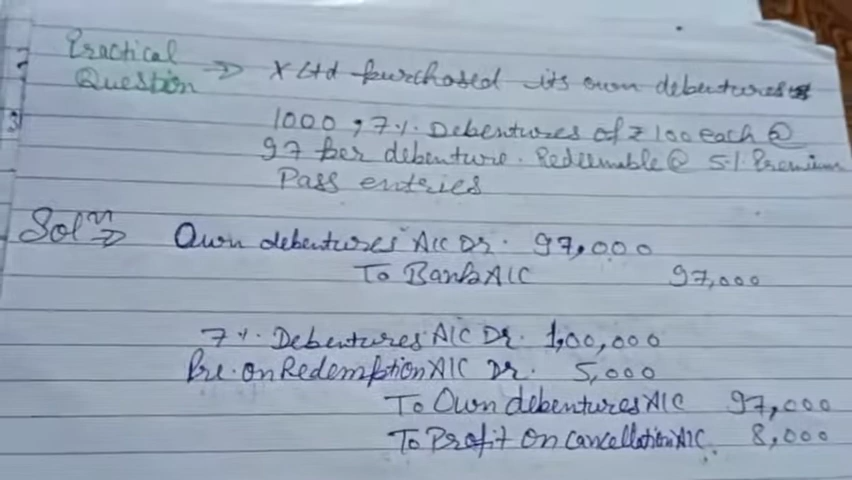 Practical
Question → X Ltd purchased its own debentures
1000, 7% Debentures of ₹100 each @
97 per debenture. Redeemable @ 5% Premium
Pass entries
Solⁿ ⇒ Own debentures A/C Dr. 97,000
To Bank A/C 97,000
7% Debentures A/C Dr. 1,00,000
Pre. on Redemption A/C Dr. 5,000
To Own debentures A/C 97,000
To Profit on Cancellation A/C. 8,000